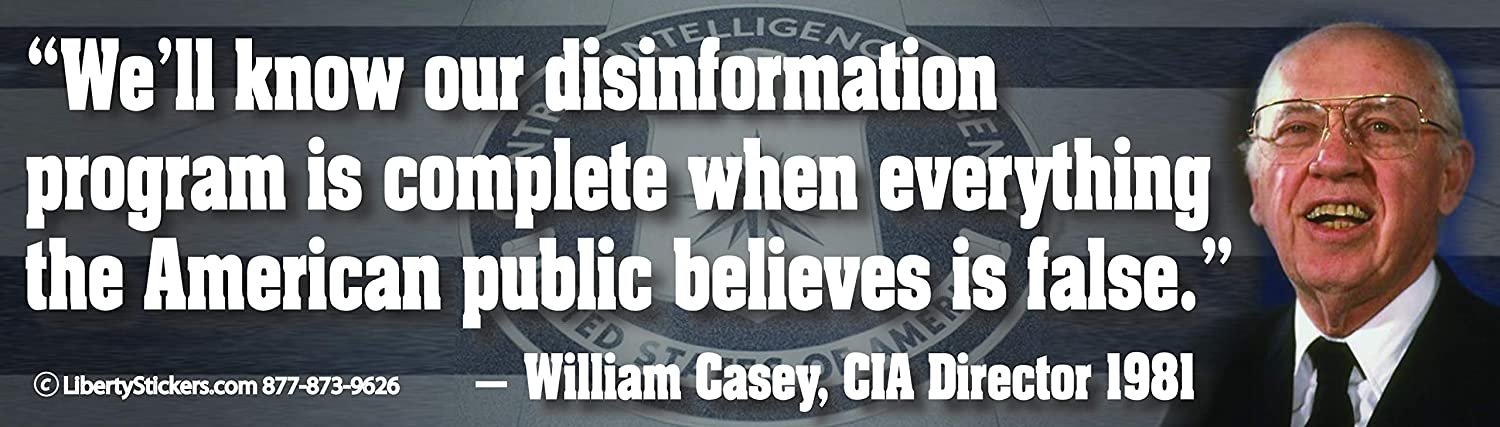 “We’ll know our disinformation
program is complete when everything
the American public believes is false.”
— William Casey, CIA Director 1981
© LibertyStickers.com 877-873-9626